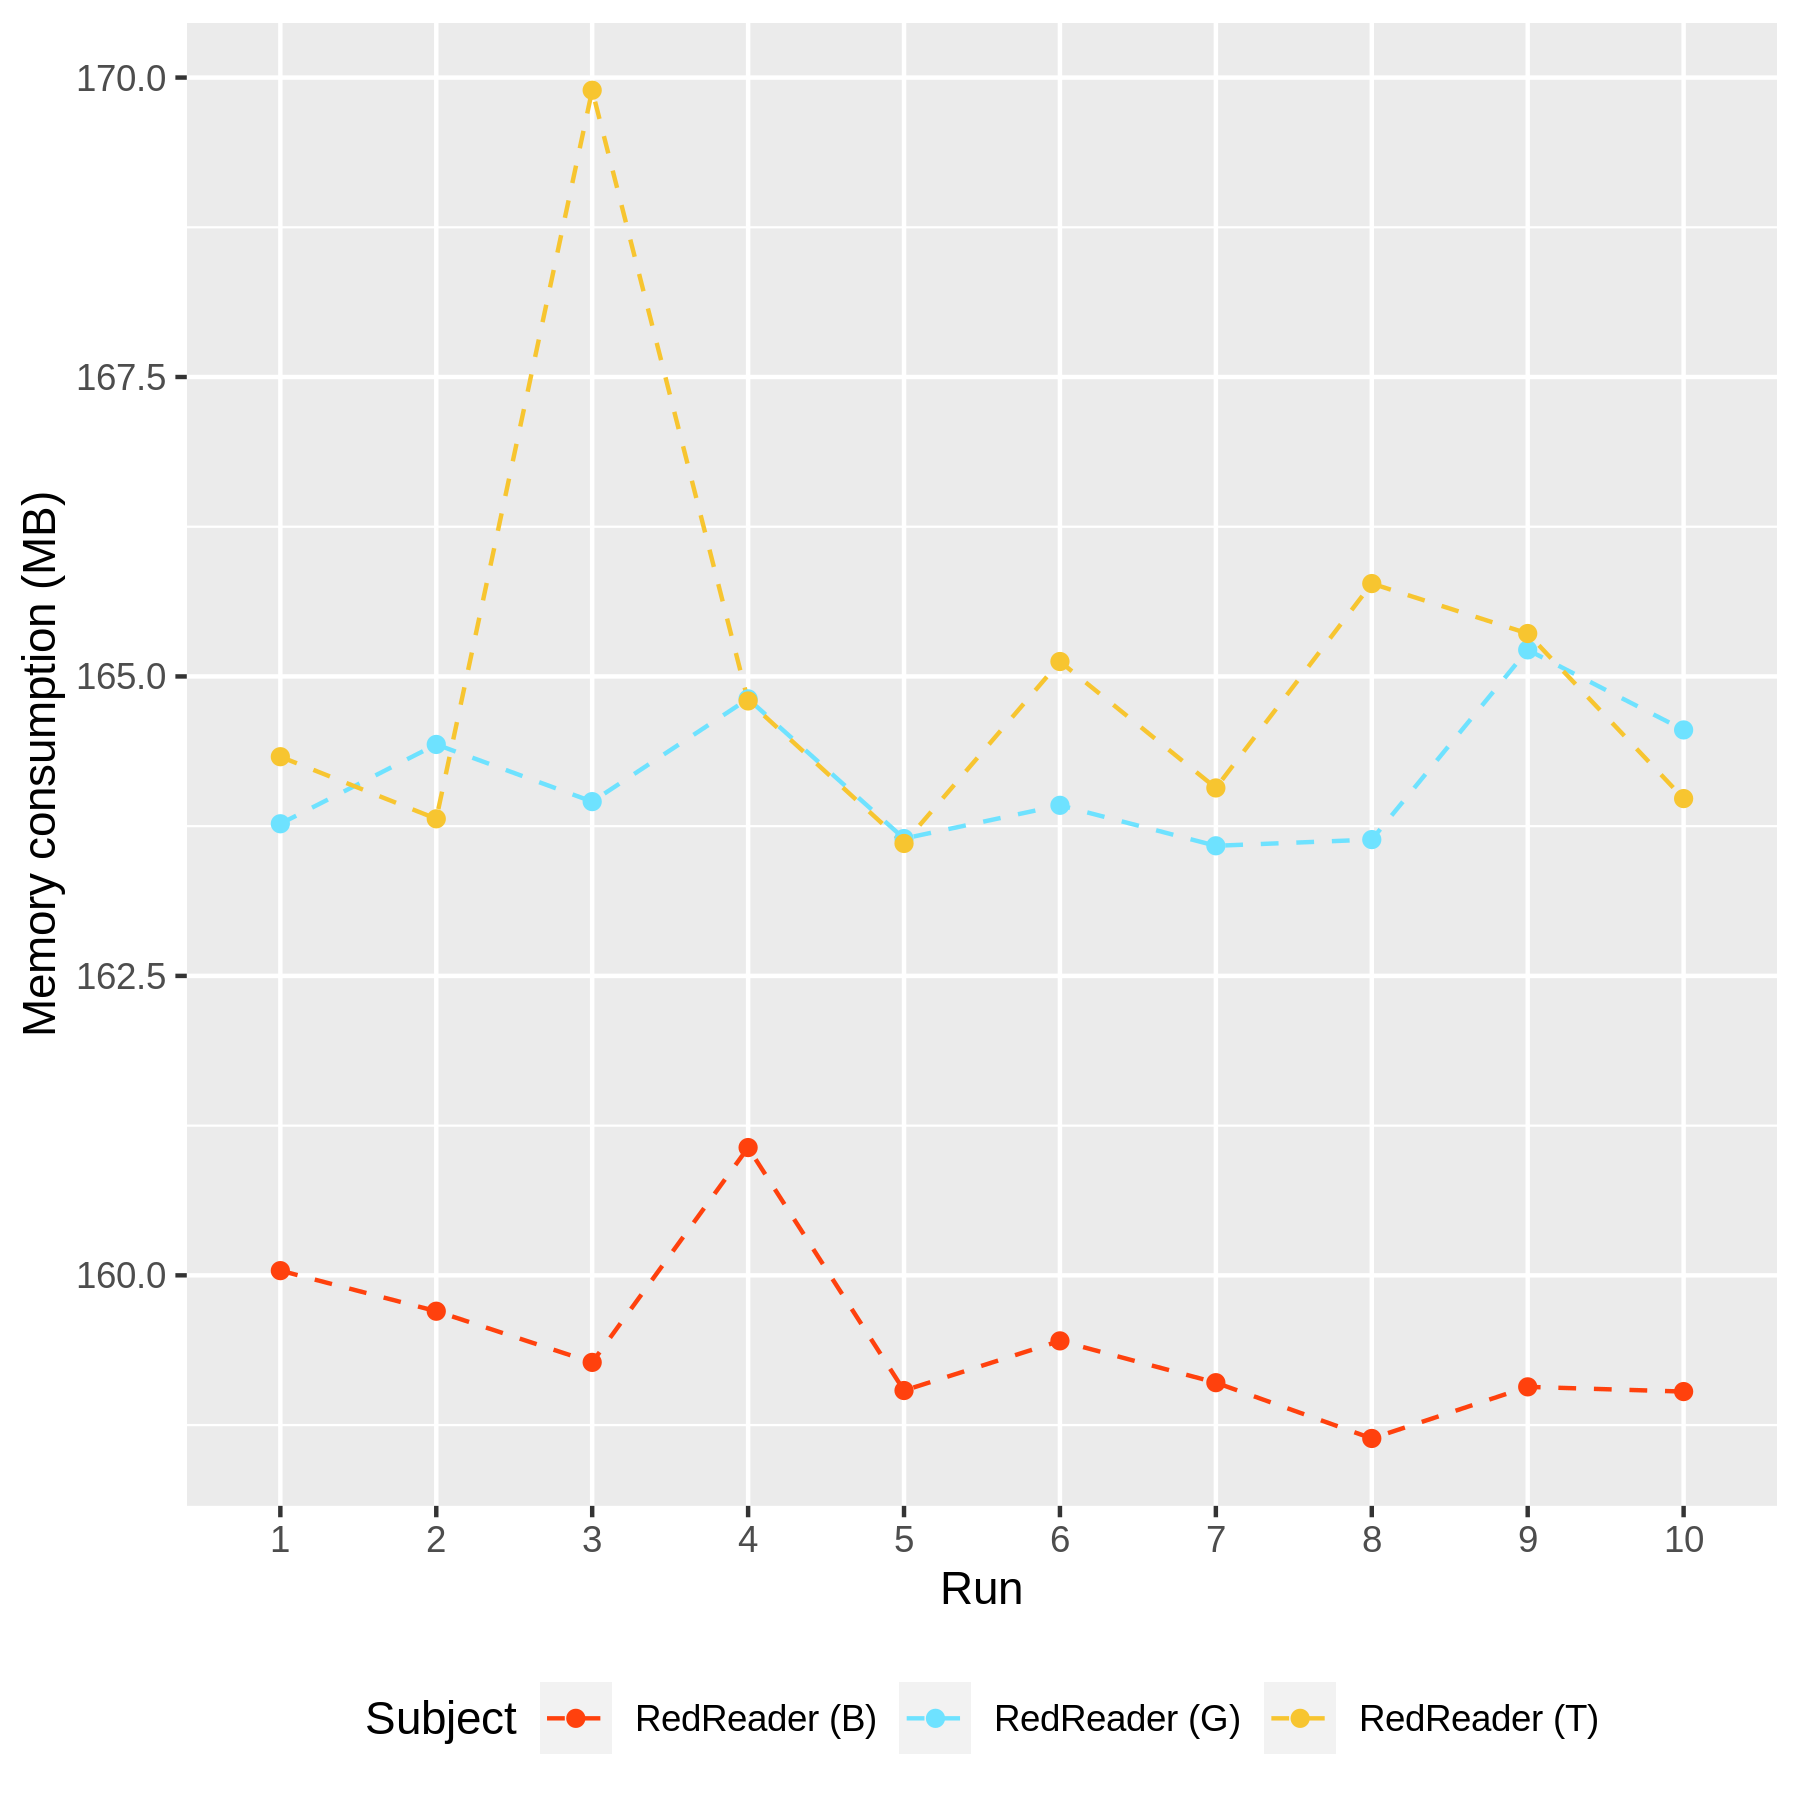 170.0
167.5
165.0
162.5
160.0
Memory consumption (MB)
1 2 3 4 5 6 7 8 9 10
Run
Subject RedReader (B) RedReader (G) RedReader (T)